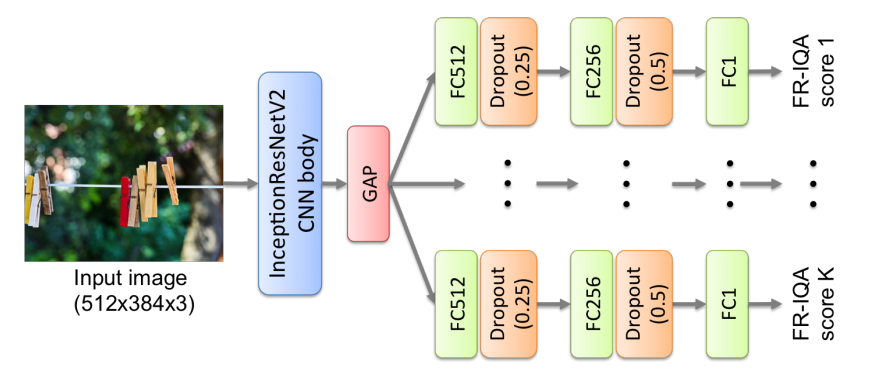 Input image
(512x384x3)
InceptionResNetV2
CNN body
GAP
FC512
Dropout
(0.25)
FC256
Dropout
(0.5)
FC1
FR-IQA
score 1
FC512
Dropout
(0.25)
FC256
Dropout
(0.5)
FC1
FR-IQA
score K